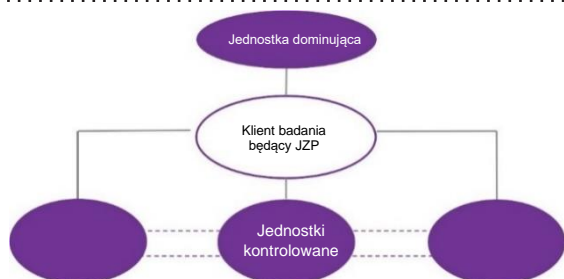 Jednostka dominująca
Klient badania
będący JZP
Jednostki
kontrolowane